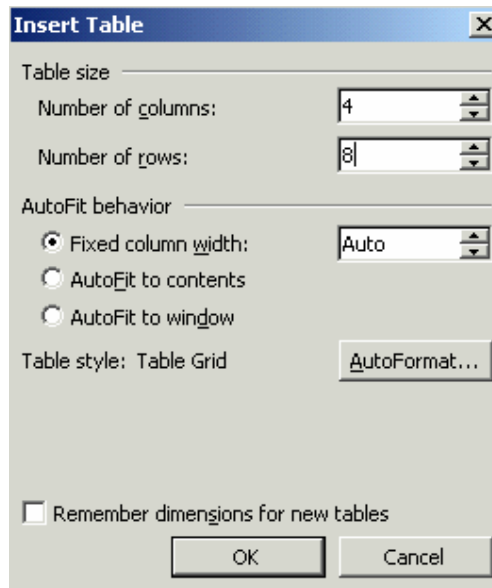 Insert Table
Table size
Number of columns: 4
Number of rows: 8
AutoFit behavior
Fixed column width: Auto
AutoFit to contents
AutoFit to window
Table style: Table Grid AutoFormat...
Remember dimensions for new tables
OK Cancel